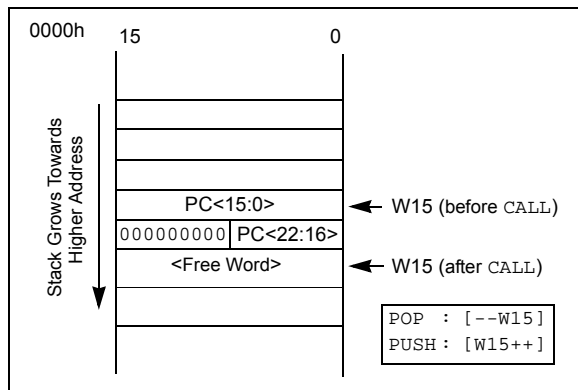 0000h
15 0
Stack Grows Towards
Higher Address
PC<15:0>
W15 (before CALL)
000000000 PC<22:16>
<Free Word>
W15 (after CALL)
POP : [--W15]
PUSH : [W15++]